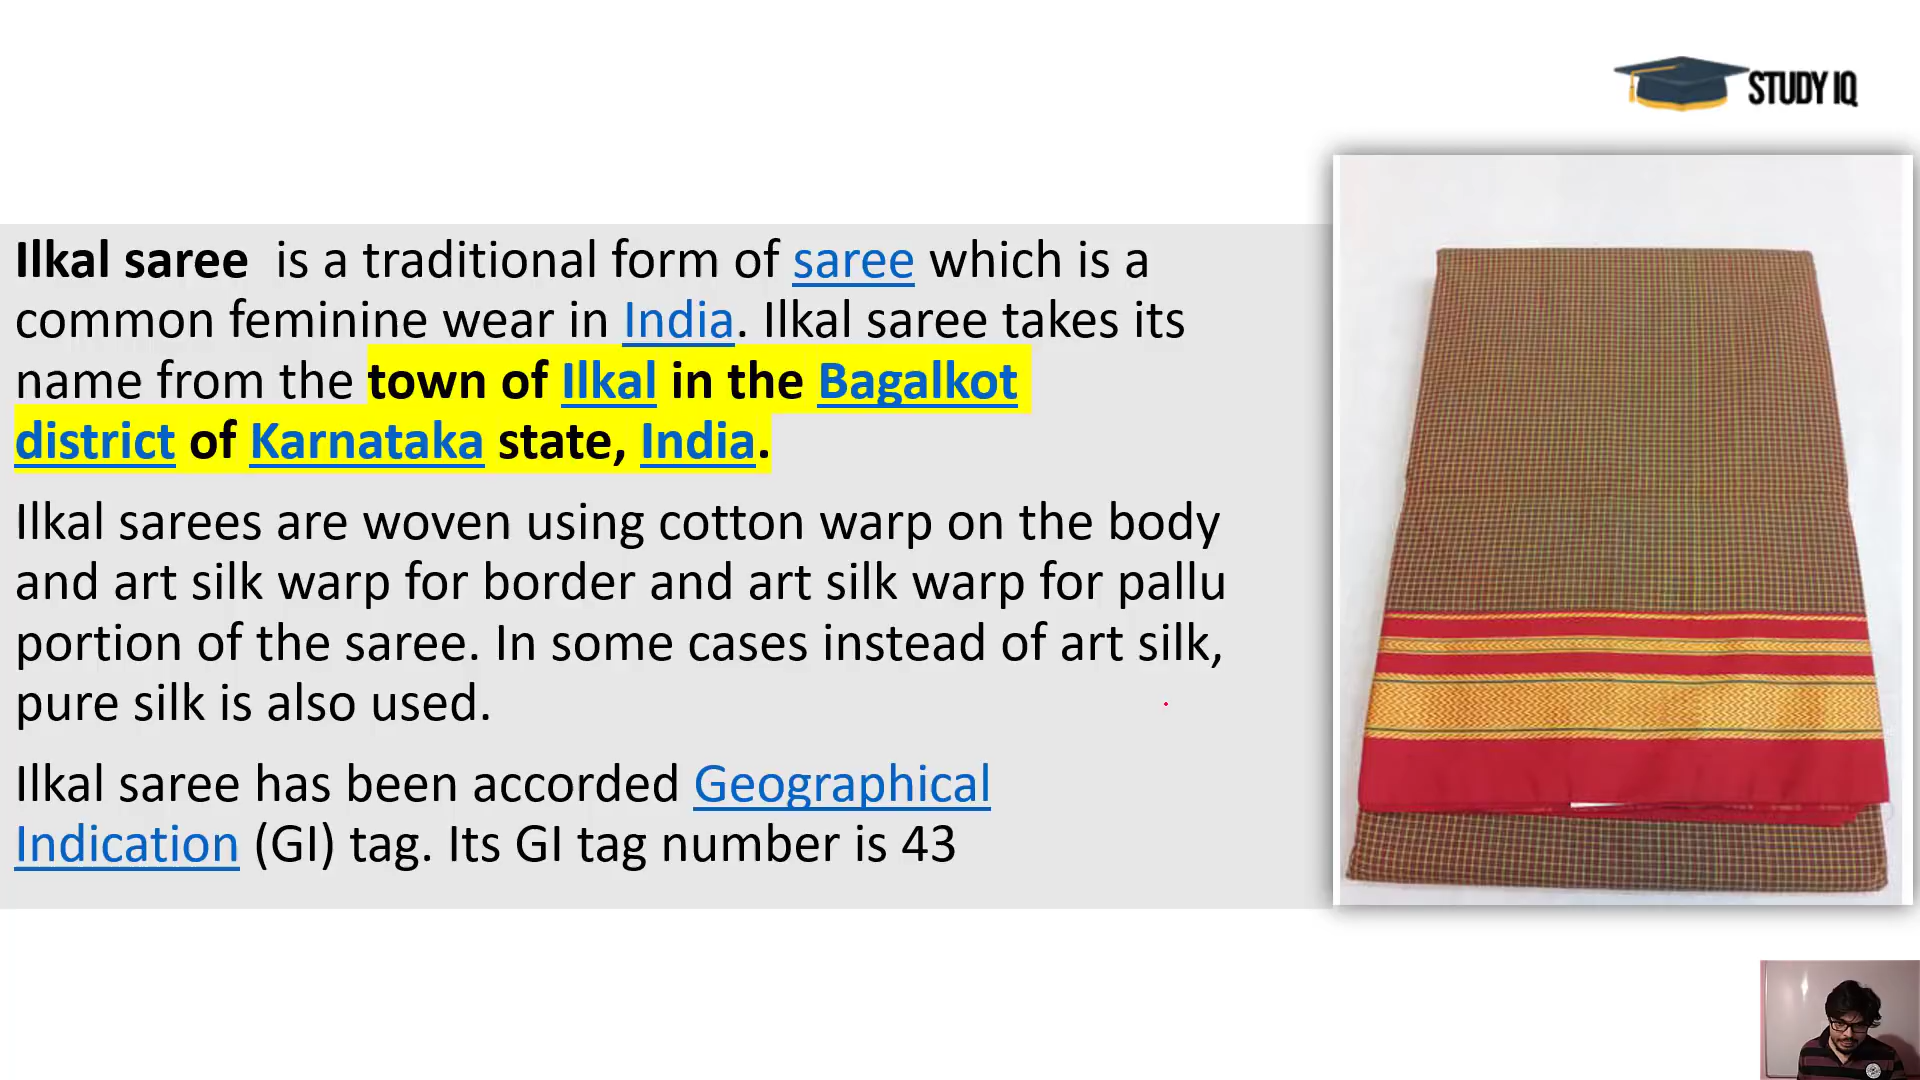 STUDY IQ
Ilkal saree is a traditional form of saree which is a
common feminine wear in India. Ilkal saree takes its
name from the town of Ilkal in the Bagalkot
district of Karnataka state, India.
Ilkal sarees are woven using cotton warp on the body
and art silk warp for border and art silk warp for pallu
portion of the saree. In some cases instead of art silk,
pure silk is also used.
Ilkal saree has been accorded Geographical
Indication (GI) tag. Its GI tag number is 43